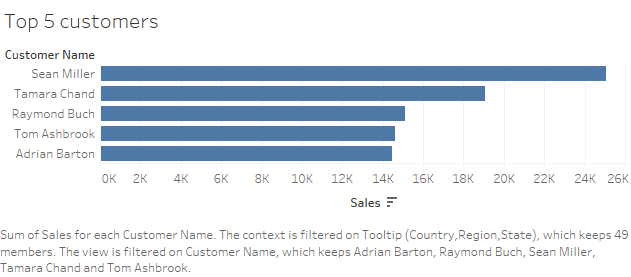 Top 5 customers
Customer Name
Sean Miller
Tamara Chand
Raymond Buch
Tom Ashbrook
Adrian Barton
0K 2K 4K 6K 8K 10K 12K 14K 16K 18K 20K 22K 24K 26K
Sales
Sum of Sales for each Customer Name. The context is filtered on Tooltip (Country,Region,State), which keeps 49
members. The view is filtered on Customer Name, which keeps Adrian Barton, Raymond Buch, Sean Miller,
Tamara Chand and Tom Ashbrook.